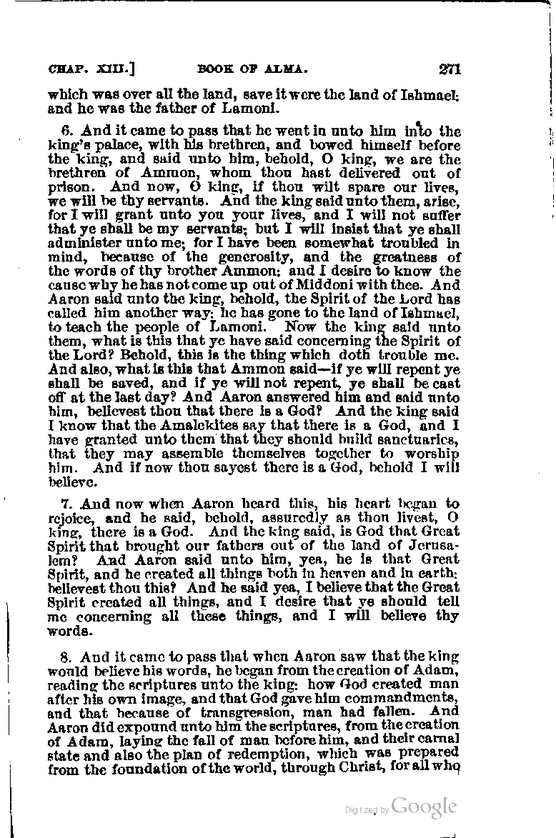 CHAP. XIII.] BOOK OF ALMA. 271
which was over all the land, save it were the land of Ishmael;
and he was the father of Lamoni.
6. And it came to pass that he went in unto him into the
king's palace, with his brethren, and bowed himself before
the king, and said unto him, behold, O king, we are the
brethren of Ammon, whom thou hast delivered out of
prison. And now, O king, if thou wilt spare our lives,
we will be thy servants. And the king said unto them, arise,
for I will grant unto you your lives, and I will not suffer
that ye shall be my servants; but I will insist that ye shall
administer unto me; for I have been somewhat troubled in
mind, because of the generosity, and the greatness of
the words of thy brother Ammon; and I desire to know the
cause why he has not come up out of Middoni with thee. And
Aaron said unto the king, behold, the Spirit of the Lord has
called him another way; he has gone to the land of Ishmael,
to teach the people of Lamoni. Now the king said unto
them, what is this that ye have said concerning the Spirit of
the Lord? Behold, this is the thing which doth trouble me.
And also, what is this that Ammon said—if ye will repent ye
shall be saved, and if ye will not repent, ye shall be cast
off at the last day? And Aaron answered him and said unto
him, believest thou that there is a God? And the king said
I know that the Amalekites say that there is a God, and I
have granted unto them that they should build sanctuaries,
that they may assemble themselves together to worship
him. And if now thou sayest there is a God, behold I will
believe.
7. And now when Aaron heard this, his heart began to
rejoice, and he said, behold, assuredly as thou livest, O
king, there is a God. And the king said, is God that Great
Spirit that brought our fathers out of the land of Jerusa-
lem? And Aaron said unto him, yea, he is that Great
Spirit, and he created all things both in heaven and in earth;
believest thou this? And he said yea, I believe that the Great
Spirit created all things, and I desire that ye should tell
me concerning all these things, and I will believe thy
words.
8. And it came to pass that when Aaron saw that the king
would believe his words, he began from the creation of Adam,
reading the scriptures unto the king; how God created man
after his own image, and that God gave him commandments,
and that because of transgression, man had fallen. And
Aaron did expound unto him the scriptures, from the creation
of Adam, laying the fall of man before him, and their carnal
state and also the plan of redemption, which was prepared
from the foundation of the world, through Christ, for all who
Digitized by Google